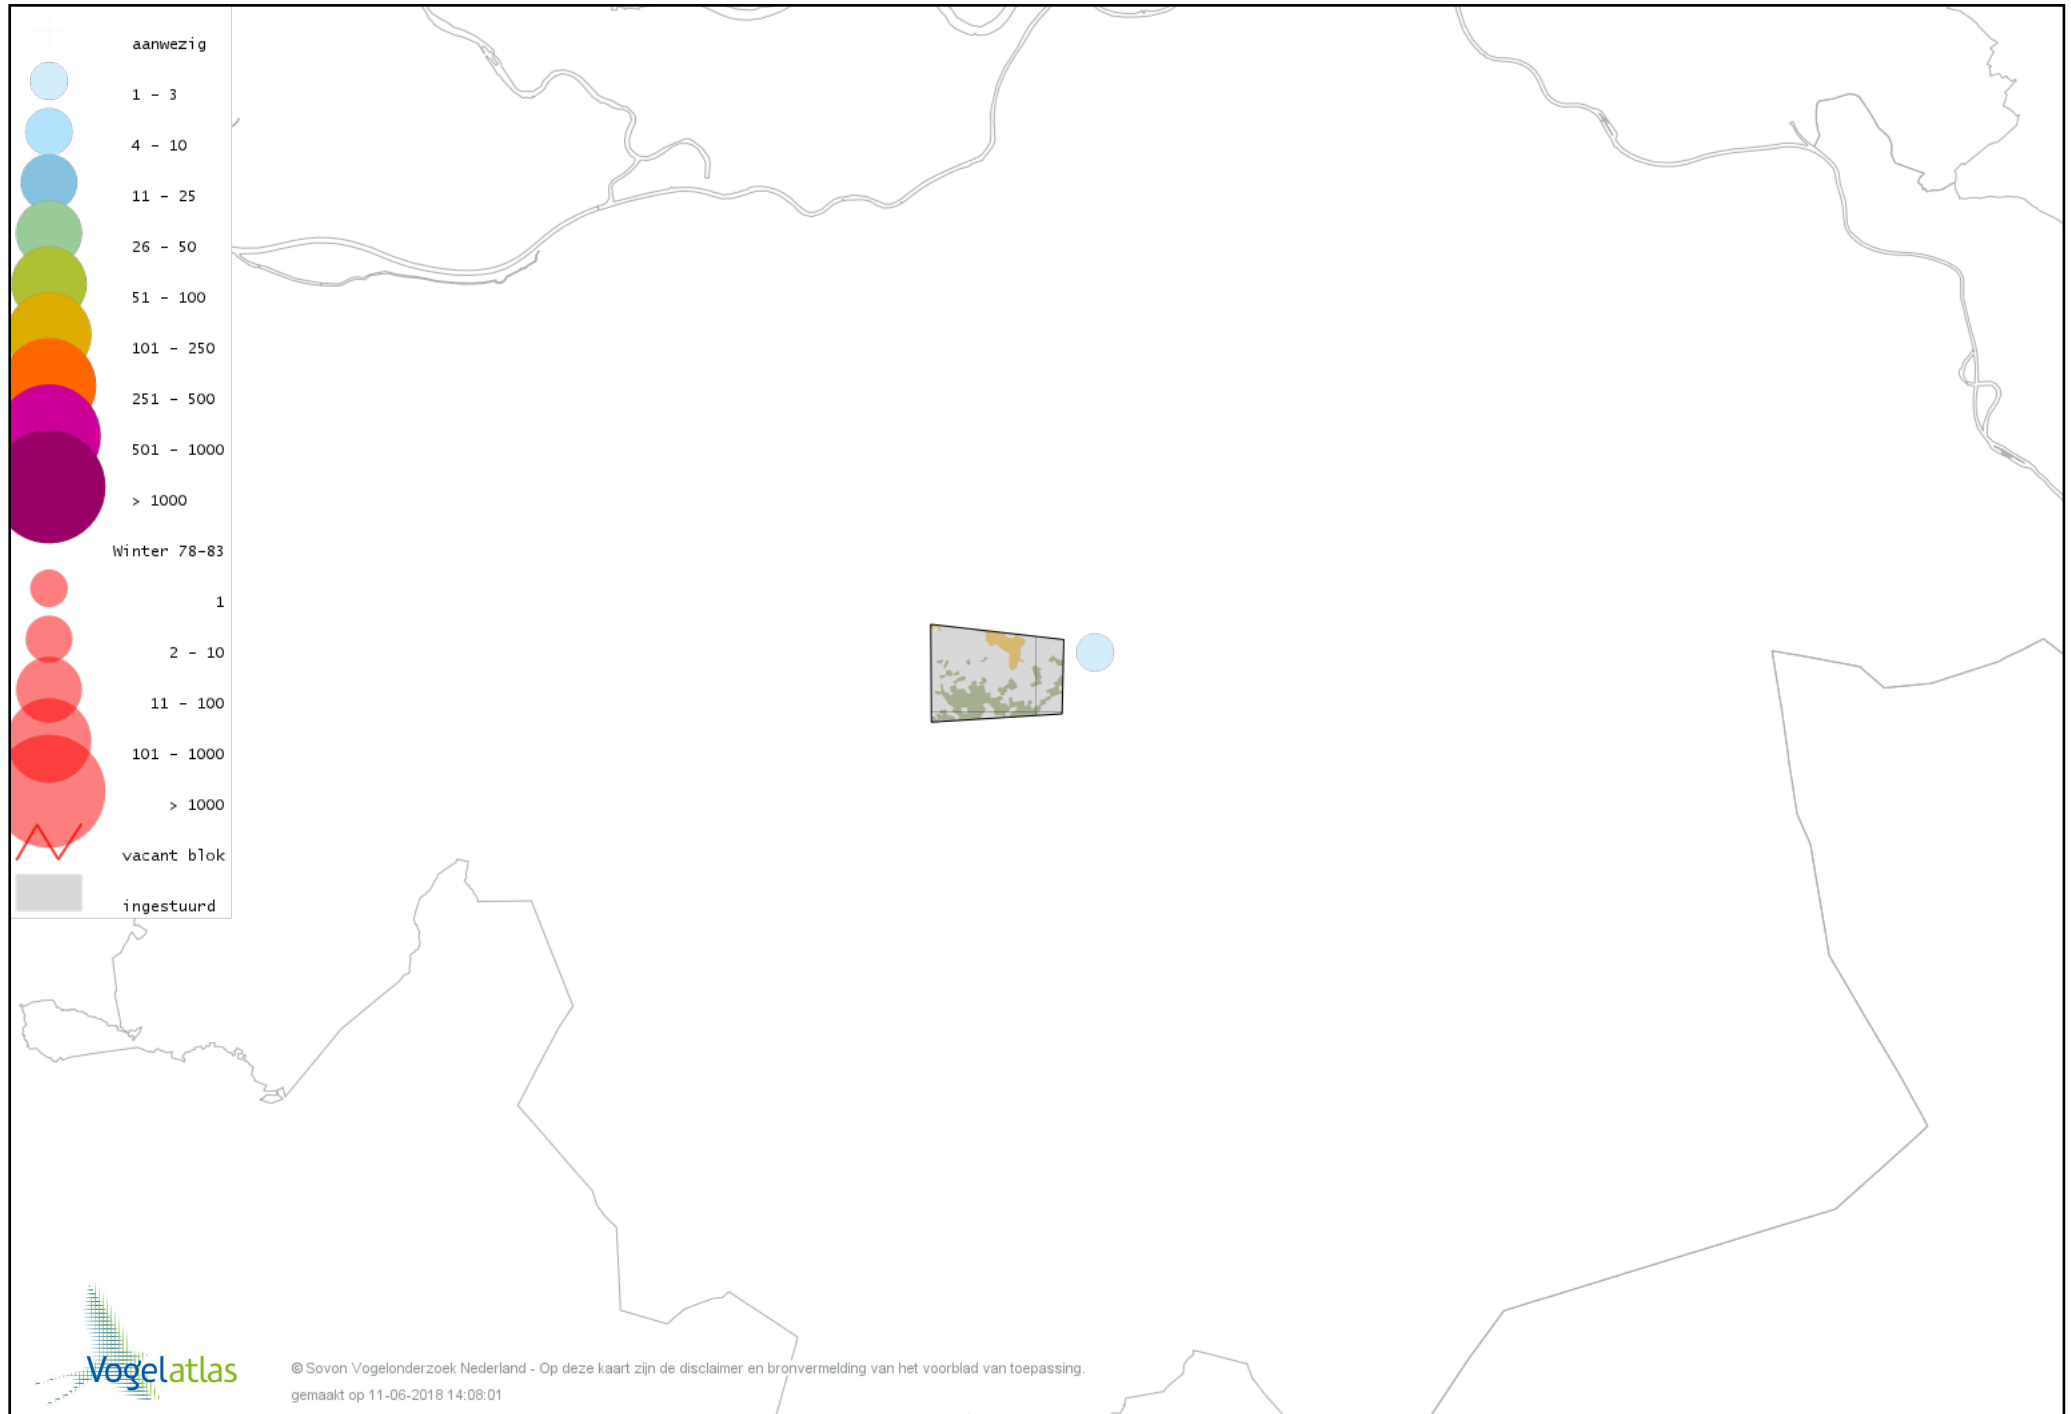 aanwezig
1 - 3
4 - 10
11 - 25
26 - 50
51 - 100
101 - 250
251 - 500
501 - 1000
> 1000
Winter 78-83
1
2 - 10
11 - 100
101 - 1000
> 1000
vacant blok
ingestuurd
Vogelatlas
© Sovon Vogelonderzoek Nederland - Op deze kaart zijn de disclaimer en bronvermelding van het voorblad van toepassing.
gemaakt op 11-06-2018 14:08:01